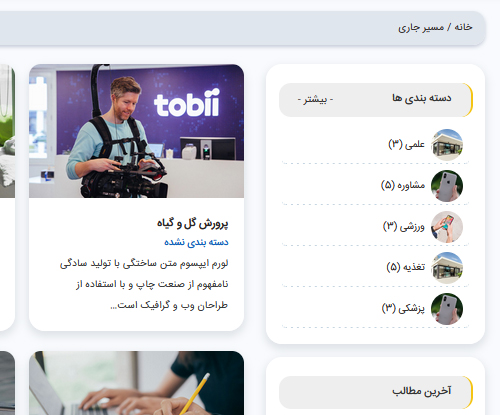 خانه / مسیر جاری
دسته بندی ها
- بیشتر -
علمی (۳)
مشاوره (۵)
ورزشی (۳)
تغذیه (۵)
پزشکی (۳)
آخرین مطالب
tobii
پرورش گل و گیاه
دسته بندی نشده
لورم ایپسوم متن ساختگی با تولید سادگی
نامفهوم از صنعت چاپ و با استفاده از
طراحان وب و گرافیک است...